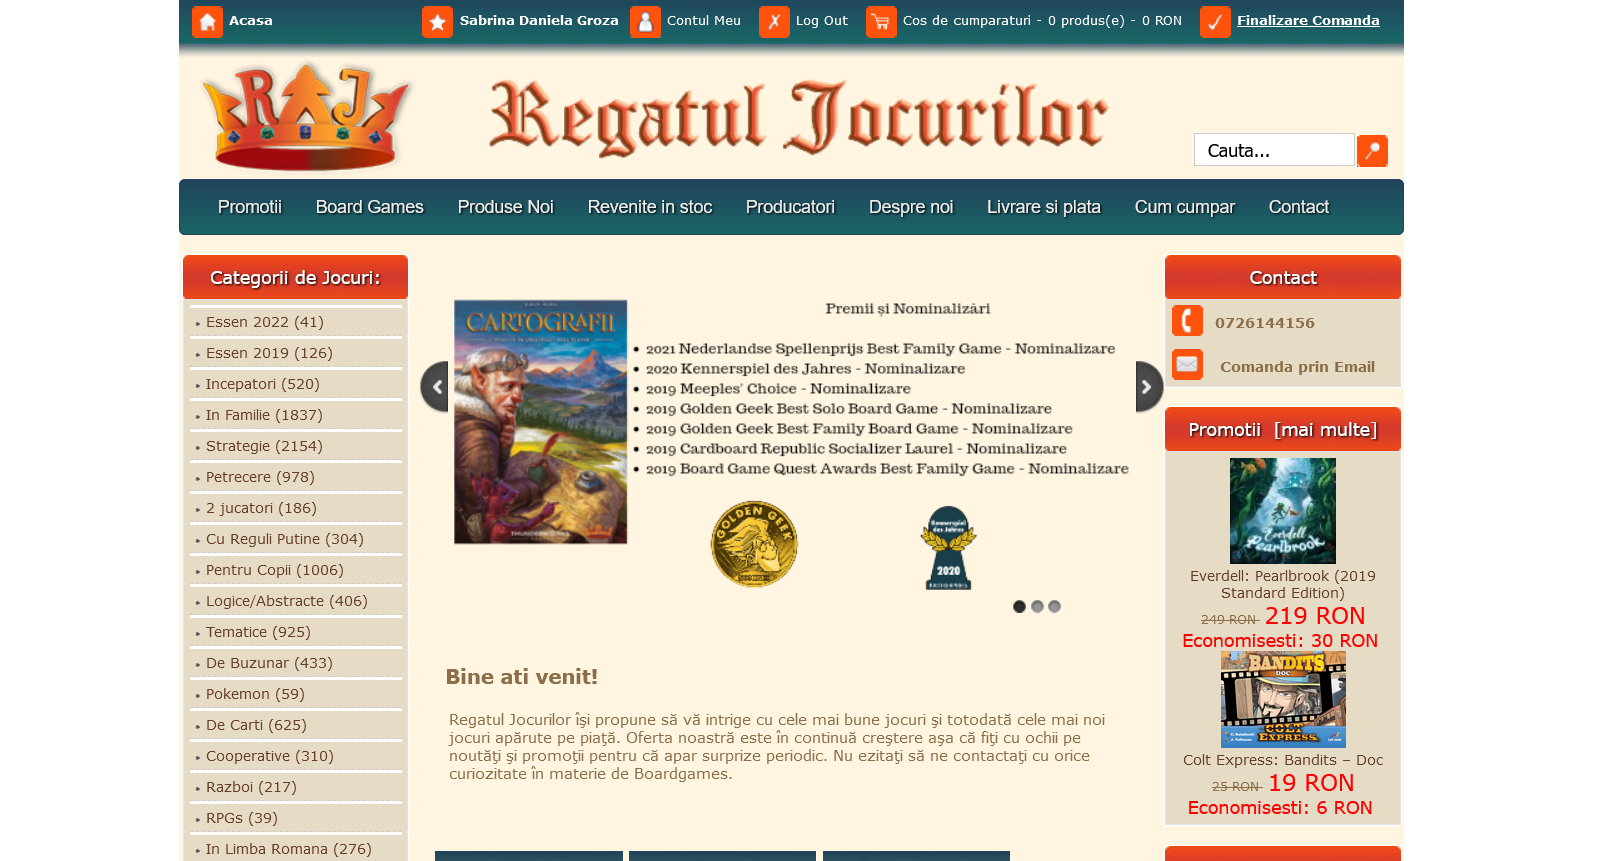 Acasa
Sabrina Daniela Groza
Contul Meu
Log Out
Cos de cumparaturi - 0 produs(e) - 0 RON
Finalizare Comanda
RAJ
Regatul Jocurilor
Cauta...
Promotii
Board Games
Produse Noi
Revenite in stoc
Producatori
Despre noi
Livrare si plata
Cum cumpar
Contact
Categorii de Jocuri:
Essen 2022 (41)
Essen 2019 (126)
Incepatori (520)
In Familie (1837)
Strategie (2154)
Petrecere (978)
2 jucatori (186)
Cu Reguli Putine (304)
Pentru Copii (1006)
Logice/Abstracte (406)
Tematice (925)
De Buzunar (433)
Pokemon (59)
De Carti (625)
Cooperative (310)
Razboi (217)
RPGs (39)
In Limba Romana (276)
CARTOGRAFII
Premii și Nominalizări
• 2021 Nederlandse Spellenprijs Best Family Game - Nominalizare
• 2020 Kennerspiel des Jahres - Nominalizare
• 2019 Meeples' Choice - Nominalizare
• 2019 Golden Geek Best Solo Board Game - Nominalizare
• 2019 Golden Geek Best Family Board Game - Nominalizare
• 2019 Cardboard Republic Socializer Laurel - Nominalizare
• 2019 Board Game Quest Awards Best Family Game - Nominalizare
GOLDEN GEEK
Kennerspiel
des Jahres
2020
Bine ati venit!
Regatul Jocurilor îşi propune să vă intrige cu cele mai bune jocuri şi totodată cele mai noi
jocuri apărute pe piaţă. Oferta noastră este în continuă creştere aşa că fiţi cu ochii pe
noutăţi şi promoţii pentru că apar surprize periodic. Nu ezitaţi să ne contactaţi cu orice
curiozitate în materie de Boardgames.
Contact
0726144156
Comanda prin Email
Promotii [mai multe]
Everdell
Pearlbrook
Everdell: Pearlbrook (2019
Standard Edition)
249 RON 219 RON
Economisesti: 30 RON
BANDITS
DOC
COLT
EXPRESS
Colt Express: Bandits – Doc
25 RON 19 RON
Economisesti: 6 RON